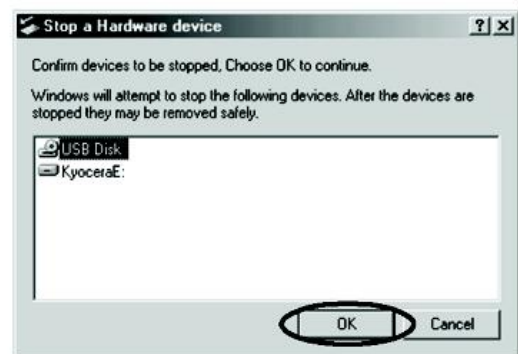 Stop a Hardware device
Confirm devices to be stopped, Choose OK to continue.
Windows will attempt to stop the following devices. After the devices are
stopped they may be removed safely.
USB Disk
KyoceraE:
OK Cancel